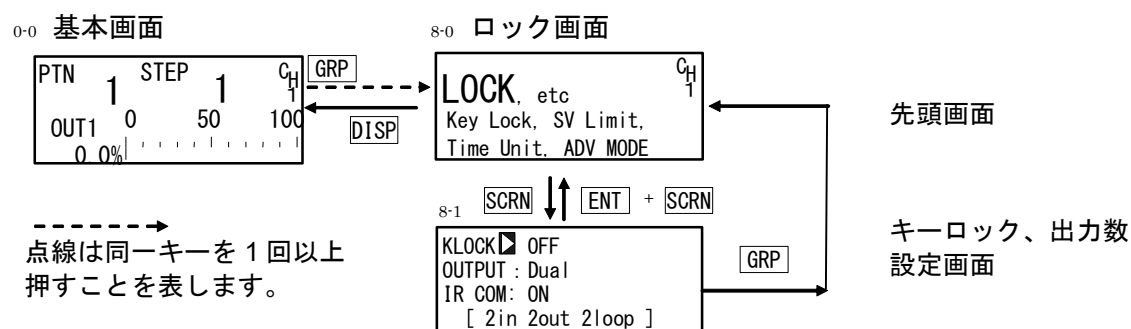 0-0 基本画面
PTN 1 STEP 1 CH1
OUT1 0 50 100
0.0%
GRP
DISP
8-0 ロック画面
CH1
LOCK, etc
Key Lock, SV Limit,
Time Unit, ADV MODE
先頭画面
SCRN ENT + SCRN
8-1
KLOCK OFF
OUTPUT : Dual
IR COM: ON
[ 2in 2out 2loop ]
GRP
キーロック、出力数
設定画面
点線は同一キーを 1 回以上
押すことを表します。